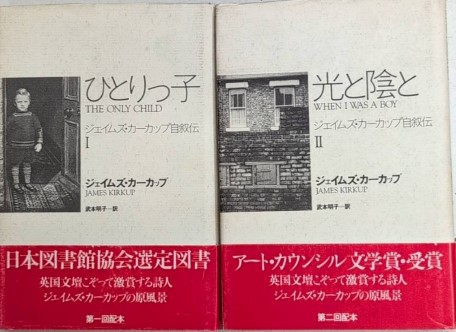 ひとりっ子
THE ONLY CHILD
ジェイムズ・カーカップ自叙伝
I
ジェイムズ・カーカップ
JAMES KIRKUP
武本明子=訳
日本図書館協会選定図書
英国文壇こぞって激賞する詩人
ジェイムズ・カーカップの原風景
第一回配本
光と陰と
WHEN I WAS A BOY
ジェイムズ・カーカップ自叙伝
II
ジェイムズ・カーカップ
JAMES KIRKUP
武本明子=訳
アート・カウンシル文学賞・受賞
英国文壇こぞって激賞する詩人
ジェイムズ・カーカップの原風景
第二回配本